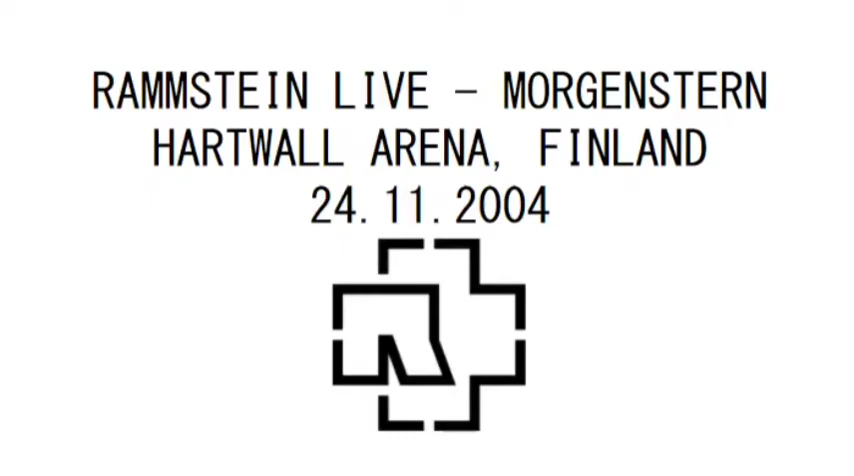 RAMMSTEIN LIVE – MORGENSTERN
HARTWALL ARENA, FINLAND
24.11.2004